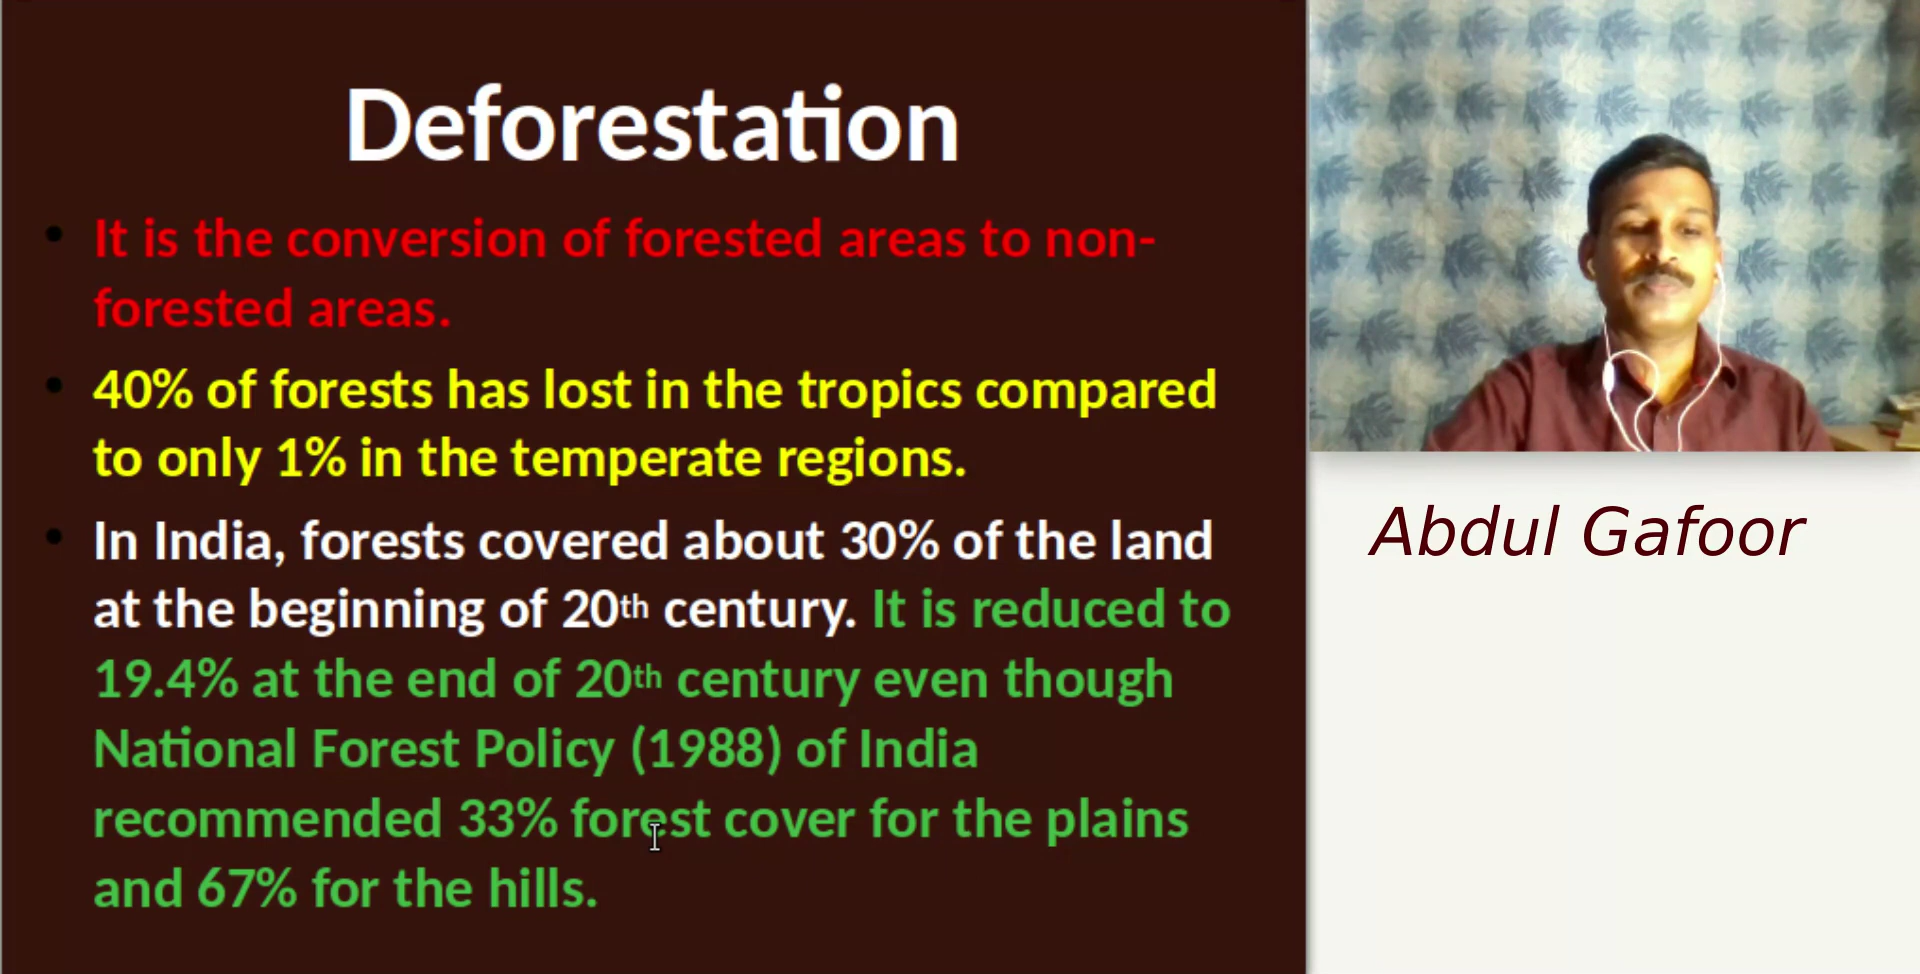 Deforestation
• It is the conversion of forested areas to non-
forested areas.
• 40% of forests has lost in the tropics compared
to only 1% in the temperate regions.
• In India, forests covered about 30% of the land
at the beginning of 20th century. It is reduced to
19.4% at the end of 20th century even though
National Forest Policy (1988) of India
recommended 33% forest cover for the plains
and 67% for the hills.
Abdul Gafoor